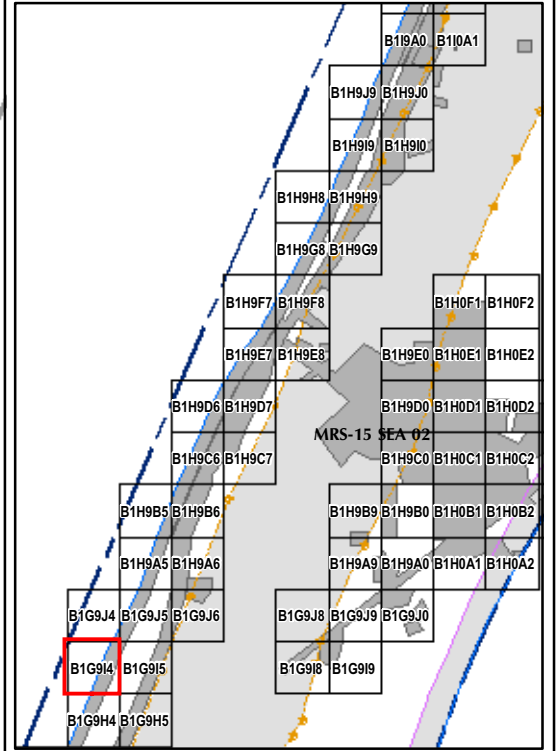 B1I9A0 B1I0A1
B1H9J9 B1H9J0
B1H9I9 B1H9I0
B1H9H8 B1H9H9
B1H9G8 B1H9G9
B1H9F7 B1H9F8 B1H0F1 B1H0F2
B1H9E7 B1H9E8 B1H9E0 B1H0E1 B1H0E2
B1H9D6 B1H9D7 B1H9D0 B1H0D1 B1H0D2
MRS-15 SEA 02
B1H9C6 B1H9C7 B1H9C0 B1H0C1 B1H0C2
B1H9B5 B1H9B6 B1H9B9 B1H9B0 B1H0B1 B1H0B2
B1H9A5 B1H9A6 B1H9A9 B1H9A0 B1H0A1 B1H0A2
B1G9J4 B1G9J5 B1G9J6 B1G9J8 B1G9J9 B1G9J0
B1G9I4 B1G9I5 B1G9I8 B1G9I9
B1G9H4 B1G9H5